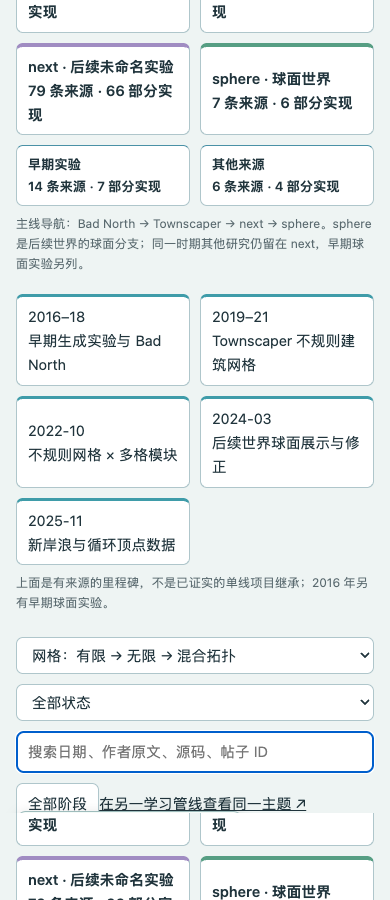 实现
现
next · 后续未命名实验
79 条来源 · 66 部分实
现
sphere · 球面世界
7 条来源 · 6 部分实现
早期实验
14 条来源 · 7 部分实现
其他来源
6 条来源 · 4 部分实现
主线导航：Bad North → Townscaper → next → sphere。sphere
是后续世界的球面分支；同一时期其他研究仍留在 next，早期球
面实验另列。
2016–18
早期生成实验与 Bad
North
2019–21
Townscaper 不规则建
筑网格
2022-10
不规则网格 × 多格模块
2024-03
后续世界球面展示与修
正
2025-11
新岸浪与循环顶点数据
上面是有来源的里程碑，不是已证实的单线项目继承；2016 年另
有早期球面实验。
网格：有限 → 无限 → 混合拓扑
全部状态
搜索日期、作者原文、源码、帖子 ID
全部阶段 在另一学习管线查看同一主题 ↗
实现
现
next · 后续未命名实验
sphere · 球面世界